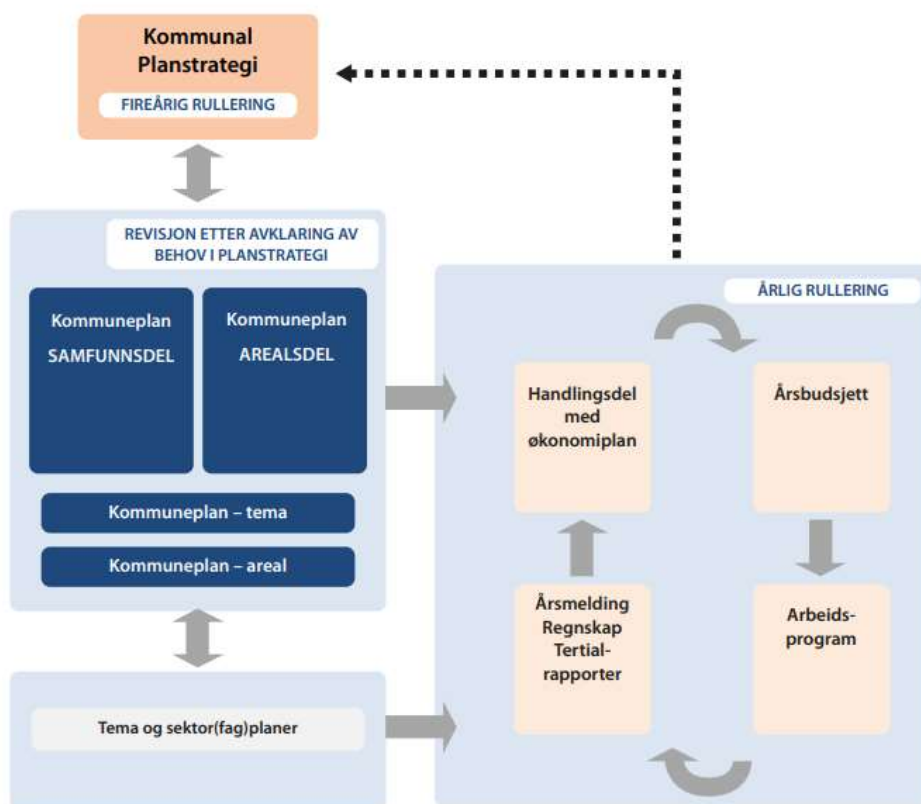 Kommunal
Planstrategi
FIREÅRIG RULLERING
REVISJON ETTER AVKLARING AV
BEHOV I PLANSTRATEGI
Kommuneplan
SAMFUNNSDEL
Kommuneplan
AREALSDEL
Kommuneplan – tema
Kommuneplan – areal
Tema og sektor(fag)planer
ÅRLIG RULLERING
Handlingsdel
med
økonomiplan
Årsbudsjett
Årsmelding
Regnskap
Tertial-
rapporter
Arbeids-
program